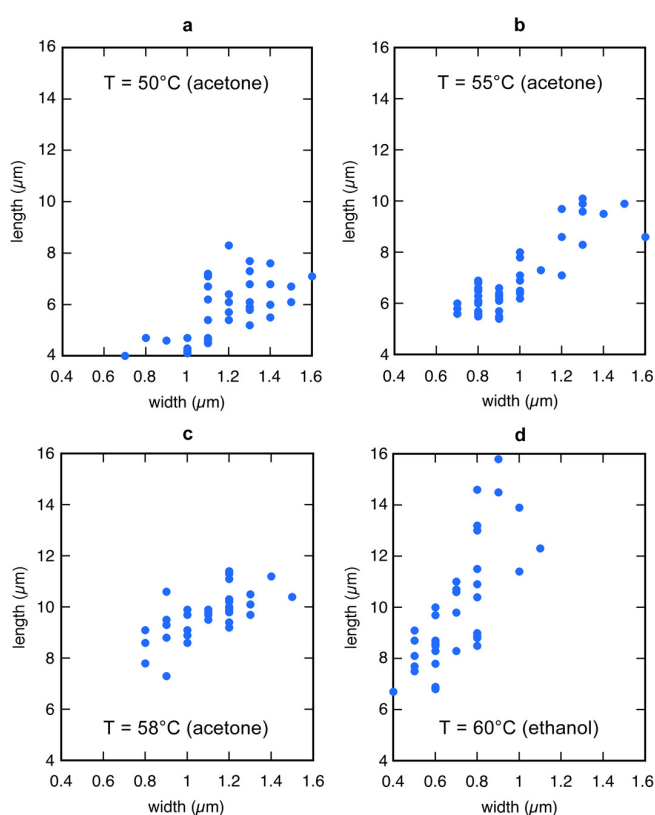 a
T = 50°C (acetone)
length (µm)
16
14
12
10
8
6
4
0.4 0.6 0.8 1 1.2 1.4 1.6
width (µm)
b
T = 55°C (acetone)
length (µm)
16
14
12
10
8
6
4
0.4 0.6 0.8 1 1.2 1.4 1.6
width (µm)
c
length (µm)
16
14
12
10
8
6
4
T = 58°C (acetone)
0.4 0.6 0.8 1 1.2 1.4 1.6
width (µm)
d
length (µm)
16
14
12
10
8
6
4
T = 60°C (ethanol)
0.4 0.6 0.8 1 1.2 1.4 1.6
width (µm)